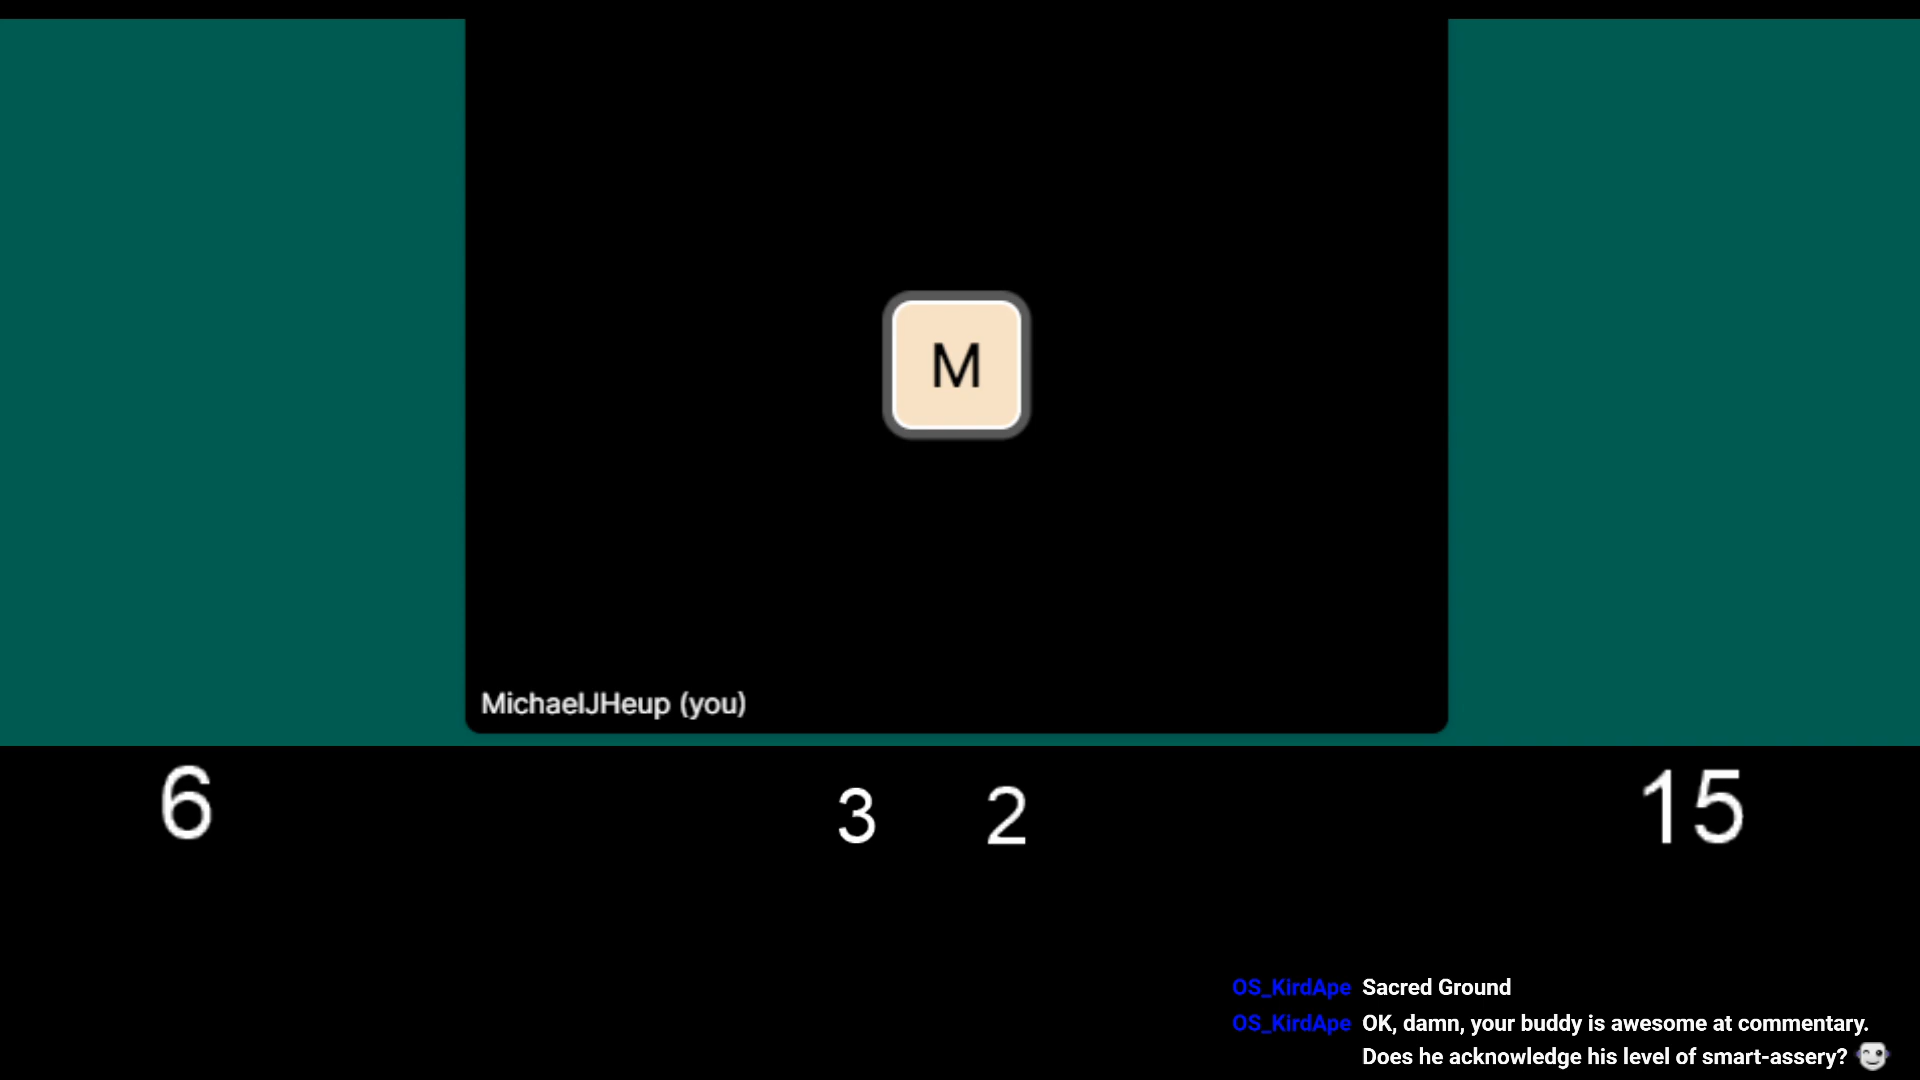 M
MichaelJHeup (you)
6 3 2 15
OS_KirdApe Sacred Ground
OS_KirdApe OK, damn, your buddy is awesome at commentary.
Does he acknowledge his level of smart-assery?